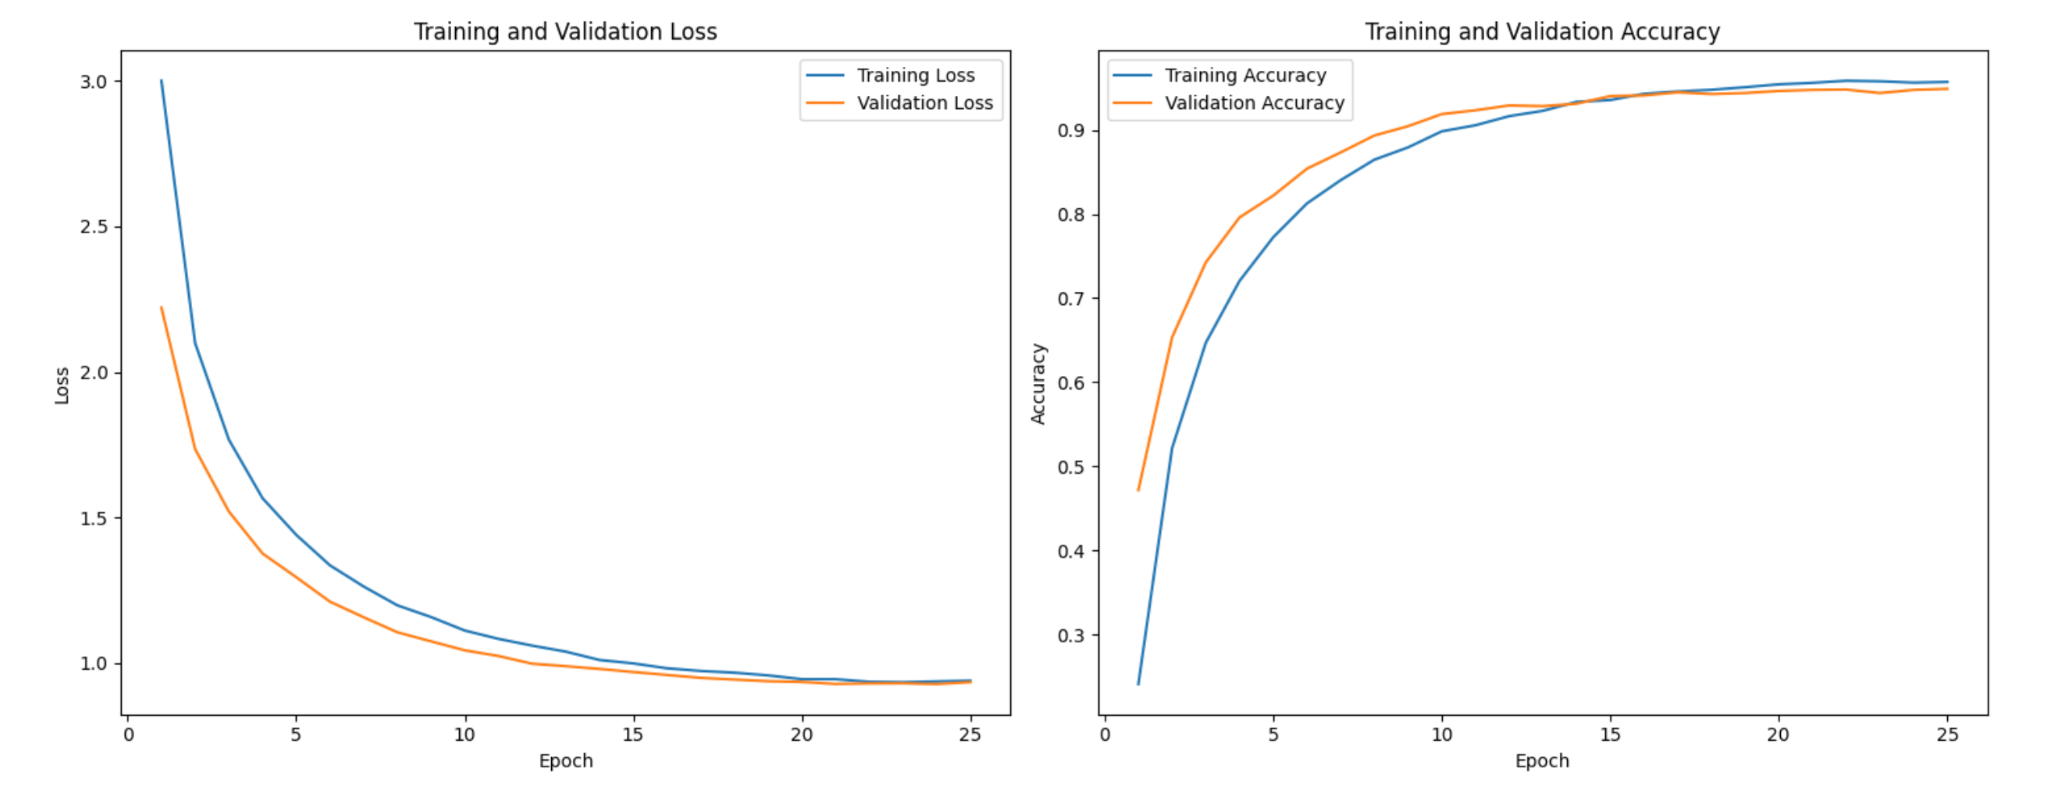 Training and Validation Loss
Training Loss
Validation Loss
3.0
2.5
2.0
1.5
1.0
Loss
0 5 10 15 20 25
Epoch
Training and Validation Accuracy
Training Accuracy
Validation Accuracy
0.9
0.8
0.7
0.6
0.5
0.4
0.3
Accuracy
0 5 10 15 20 25
Epoch